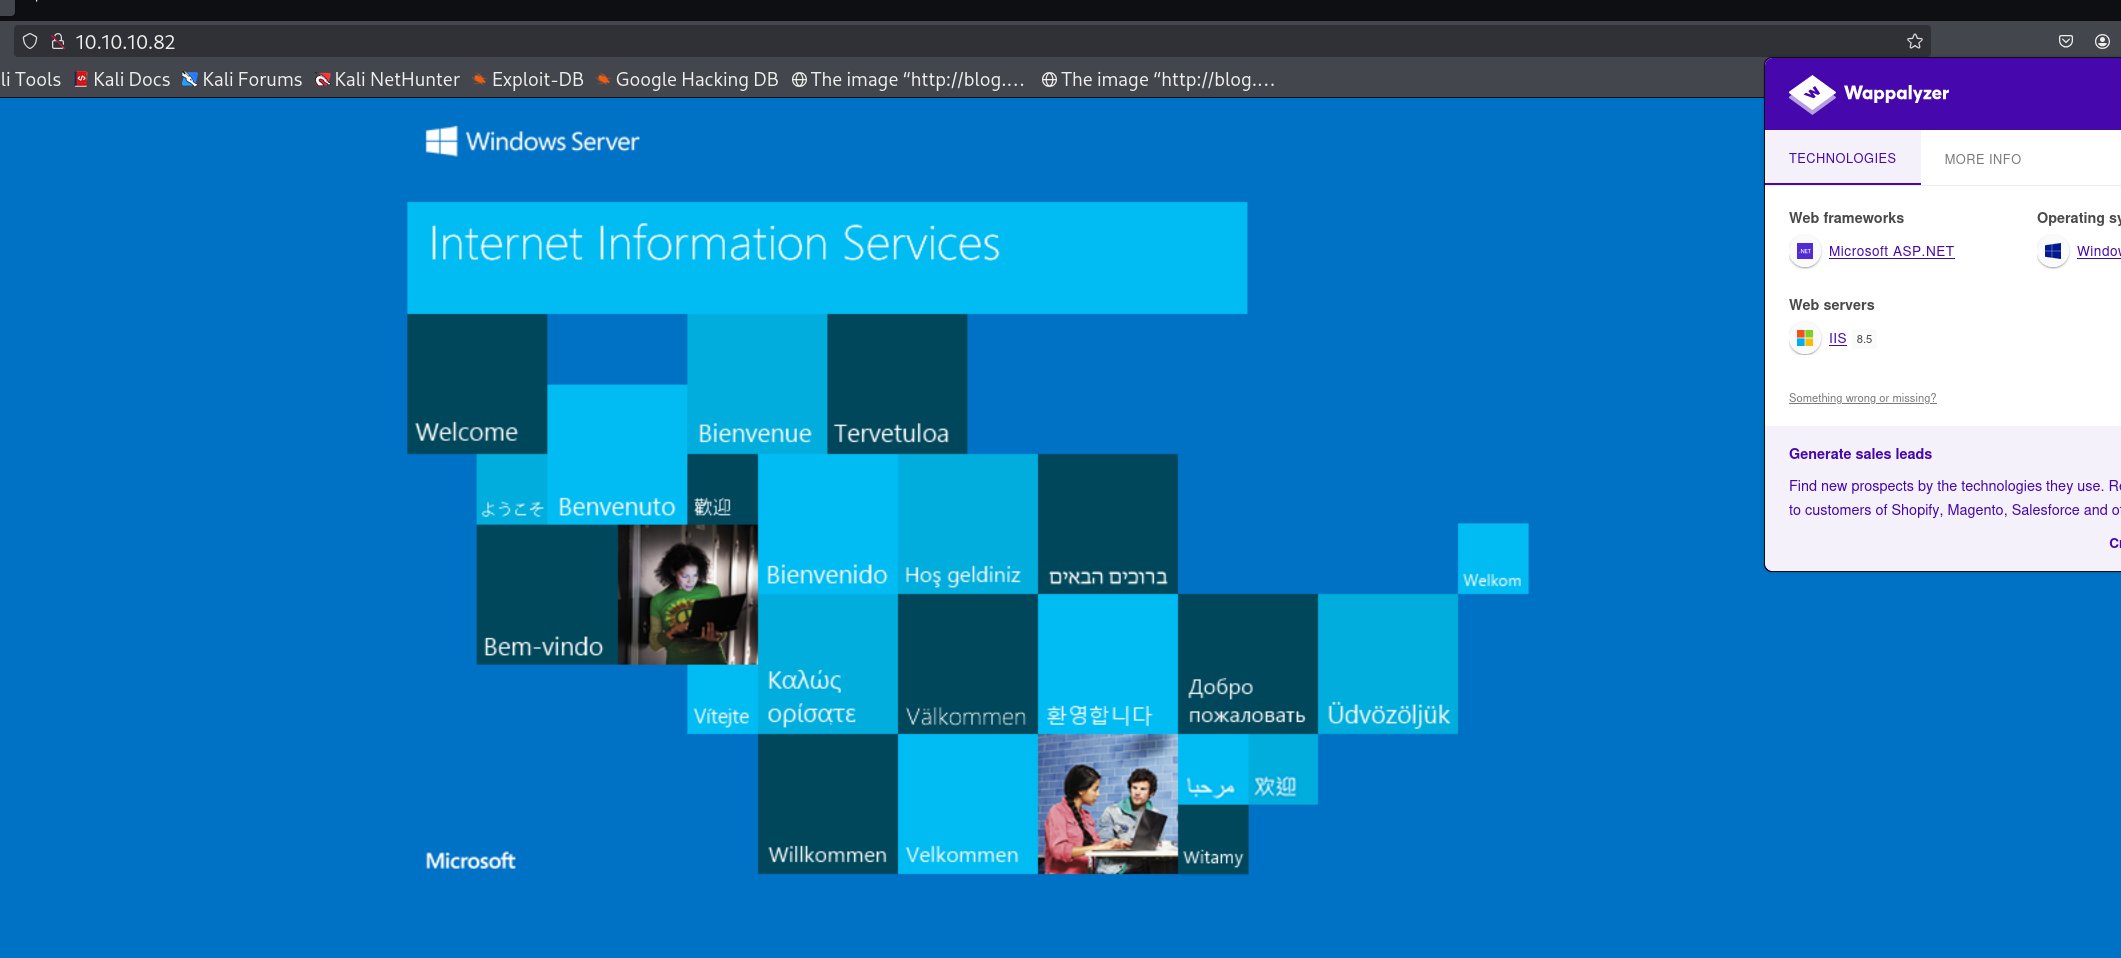 10.10.10.82
li Tools Kali Docs Kali Forums Kali NetHunter Exploit-DB Google Hacking DB The image “http://blog.… The image “http://blog.…
Windows Server
Internet Information Services
Welcome
Bienvenue
Tervetuloa
ようこそ
Benvenuto
歡迎
Bienvenido
Hoş geldiniz
ברוכים הבאים
Welkom
Bem-vindo
Vítejte
Καλώς
ορίσατε
Välkommen
환영합니다
Добро
пожаловать
Üdvözöljük
مرحبا
欢迎
Willkommen
Velkommen
Witamy
Microsoft
Wappalyzer
TECHNOLOGIES MORE INFO
Web frameworks Operating sy
.NET Microsoft ASP.NET Window
Web servers
IIS 8.5
Something wrong or missing?
Generate sales leads
Find new prospects by the technologies they use. Re
to customers of Shopify, Magento, Salesforce and o